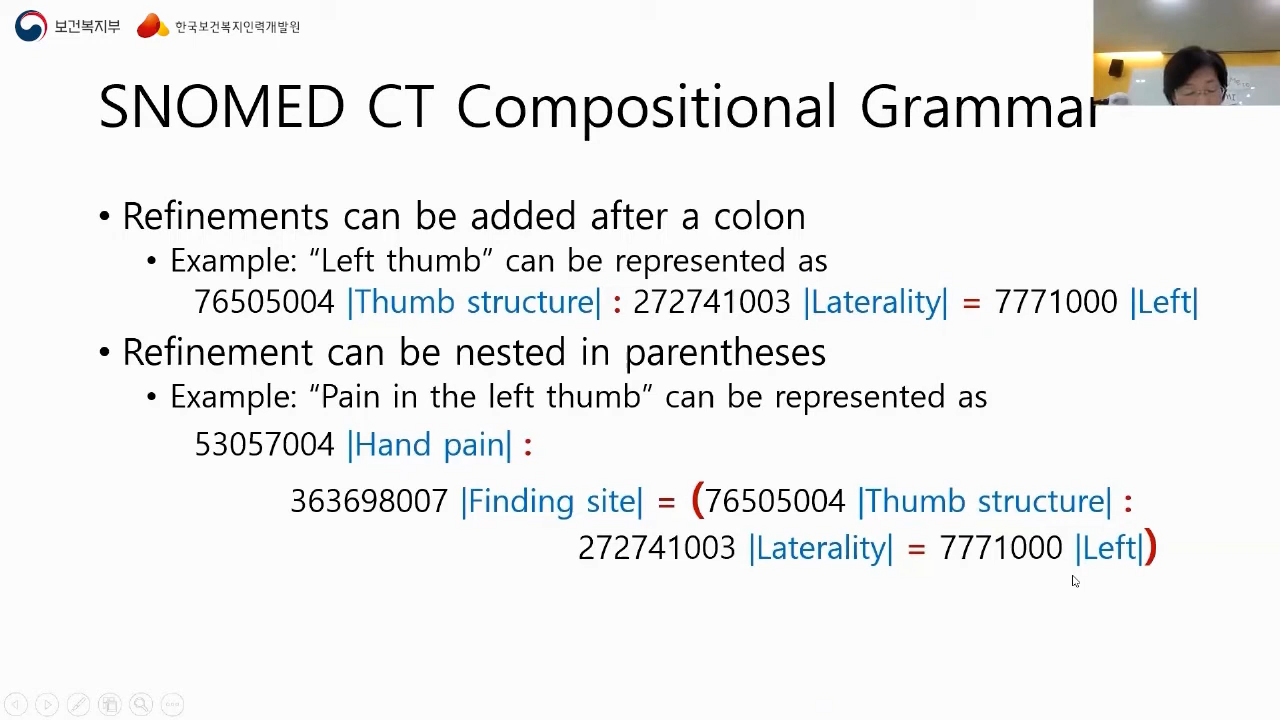 보건복지부 한국보건복지인력개발원
SNOMED CT Compositional Grammar
• Refinements can be added after a colon
• Example: “Left thumb” can be represented as
76505004 |Thumb structure| : 272741003 |Laterality| = 7771000 |Left|
• Refinement can be nested in parentheses
• Example: “Pain in the left thumb” can be represented as
53057004 |Hand pain| :
363698007 |Finding site| = (76505004 |Thumb structure| :
272741003 |Laterality| = 7771000 |Left|)